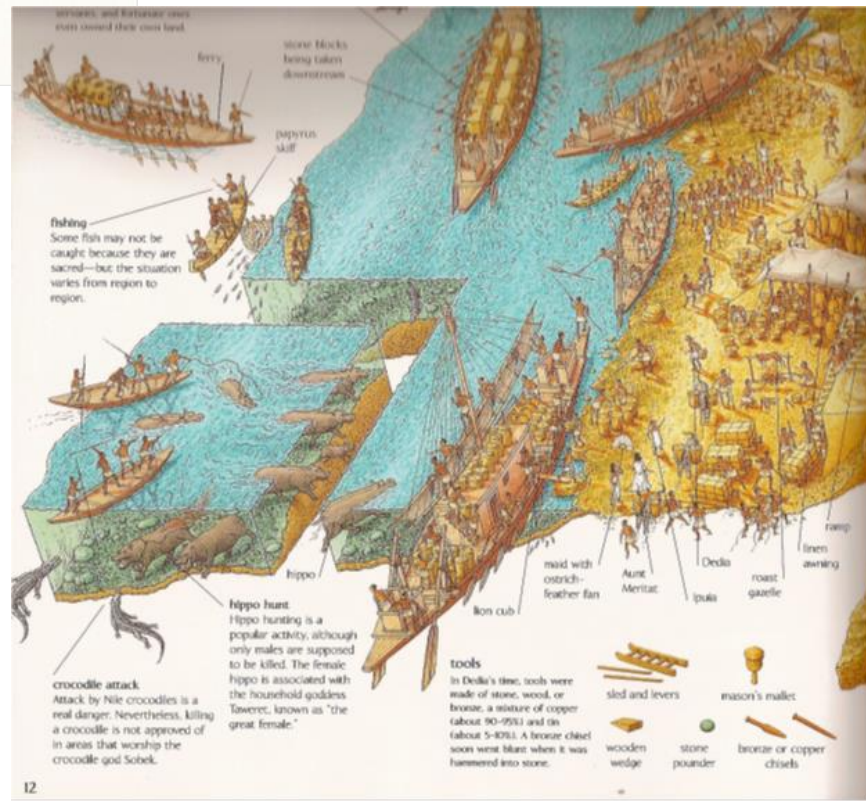 servants, and fortunate ones
even owned their own land.
ferry
stone blocks
being taken
downstream
papyrus
skiff
fishing
Some fish may not be
caught because they are
sacred—but the situation
varies from region to
region.
hippo
hippo hunt
Hippo hunting is a
popular activity, although
only males are supposed
to be killed. The female
hippo is associated with
the household goddess
Taweret, known as "the
great female."
crocodile attack
Attack by Nile crocodiles is a
real danger. Nevertheless, killing
a crocodile is not approved of
in areas that worship the
crocodile god Sobek.
lion cub
maid with
ostrich-
feather fan
Aunt
Meritat
Ipuia
Dedia
roast
gazelle
linen
awning
ramp
tools
In Dedia's time, tools were
made of stone, wood, or
bronze, a mixture of copper
(about 90–95%) and tin
(about 5–10%). A bronze chisel
soon went blunt when it was
hammered into stone.
sled and levers
mason's mallet
wooden
wedge
stone
pounder
bronze or copper
chisels
12